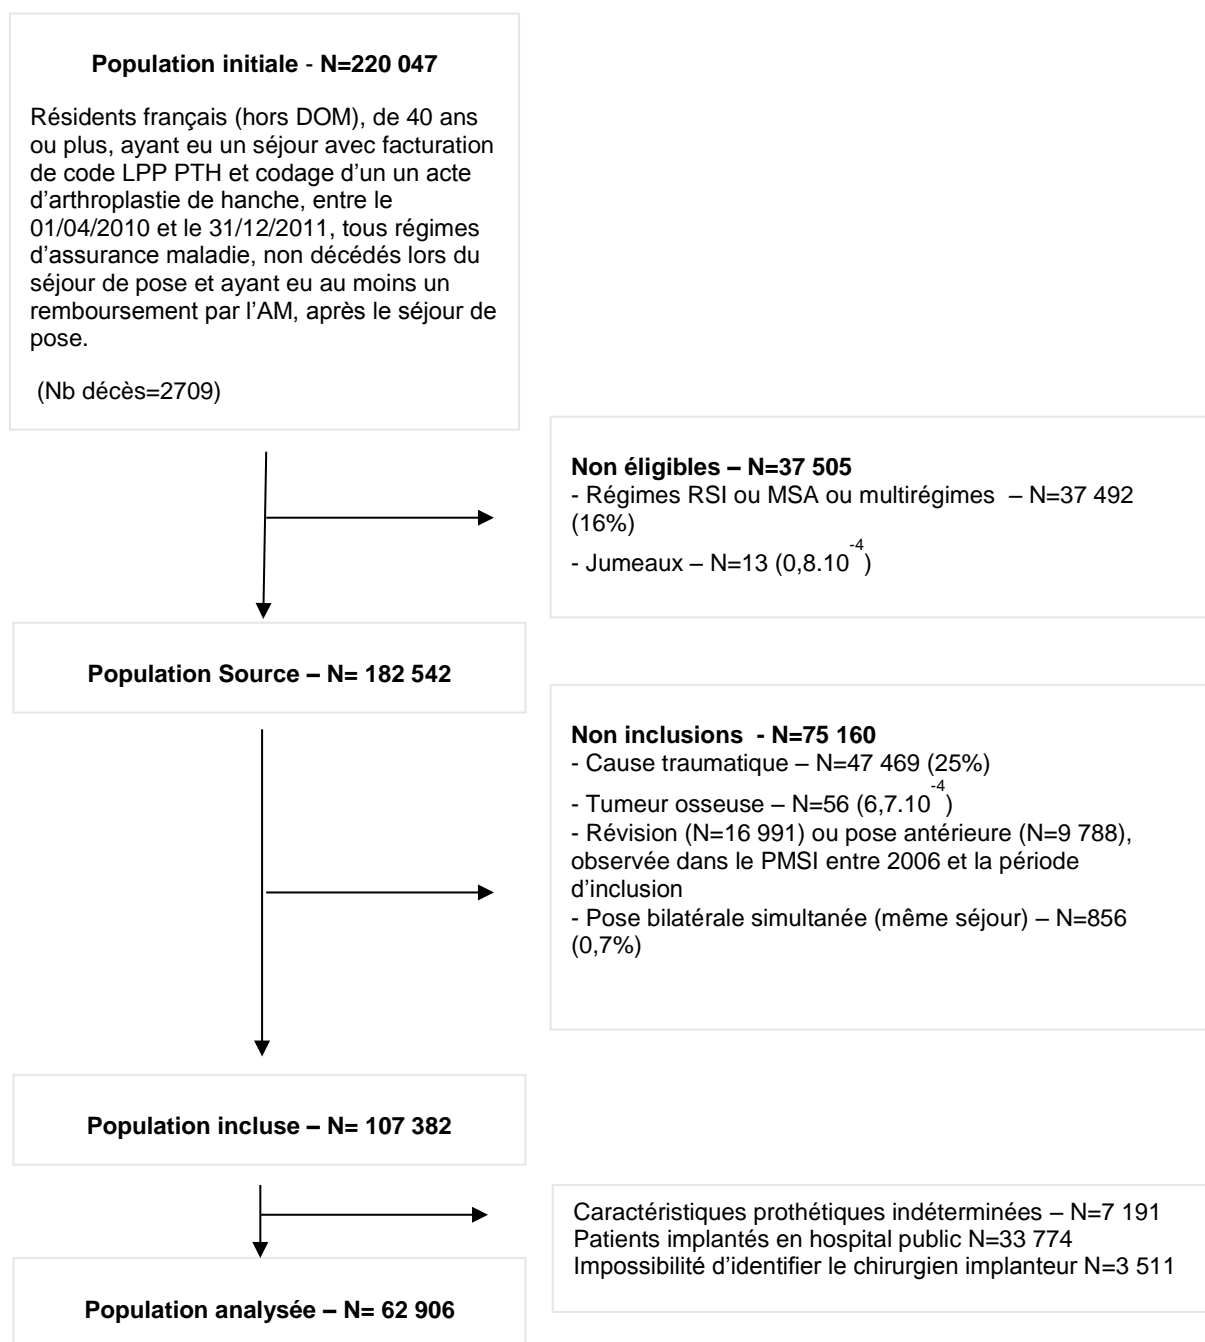 Population initiale - N=220 047
Résidents français (hors DOM), de 40 ans
ou plus, ayant eu un séjour avec facturation
de code LPP PTH et codage d’un un acte
d’arthroplastie de hanche, entre le
01/04/2010 et le 31/12/2011, tous régimes
d’assurance maladie, non décédés lors du
séjour de pose et ayant eu au moins un
remboursement par l’AM, après le séjour de
pose.
(Nb décès=2709)
Non éligibles – N=37 505
- Régimes RSI ou MSA ou multirégimes – N=37 492
(16%)
- Jumeaux – N=13 (0,8.10⁻⁴)
Population Source – N= 182 542
Non inclusions - N=75 160
- Cause traumatique – N=47 469 (25%)
- Tumeur osseuse – N=56 (6,7.10⁻⁴)
- Révision (N=16 991) ou pose antérieure (N=9 788),
observée dans le PMSI entre 2006 et la période
d’inclusion
- Pose bilatérale simultanée (même séjour) – N=856
(0,7%)
Population incluse – N= 107 382
Caractéristiques prothétiques indéterminées – N=7 191
Patients implantés en hospital public N=33 774
Impossibilité d’identifier le chirurgien implanteur N=3 511
Population analysée – N= 62 906